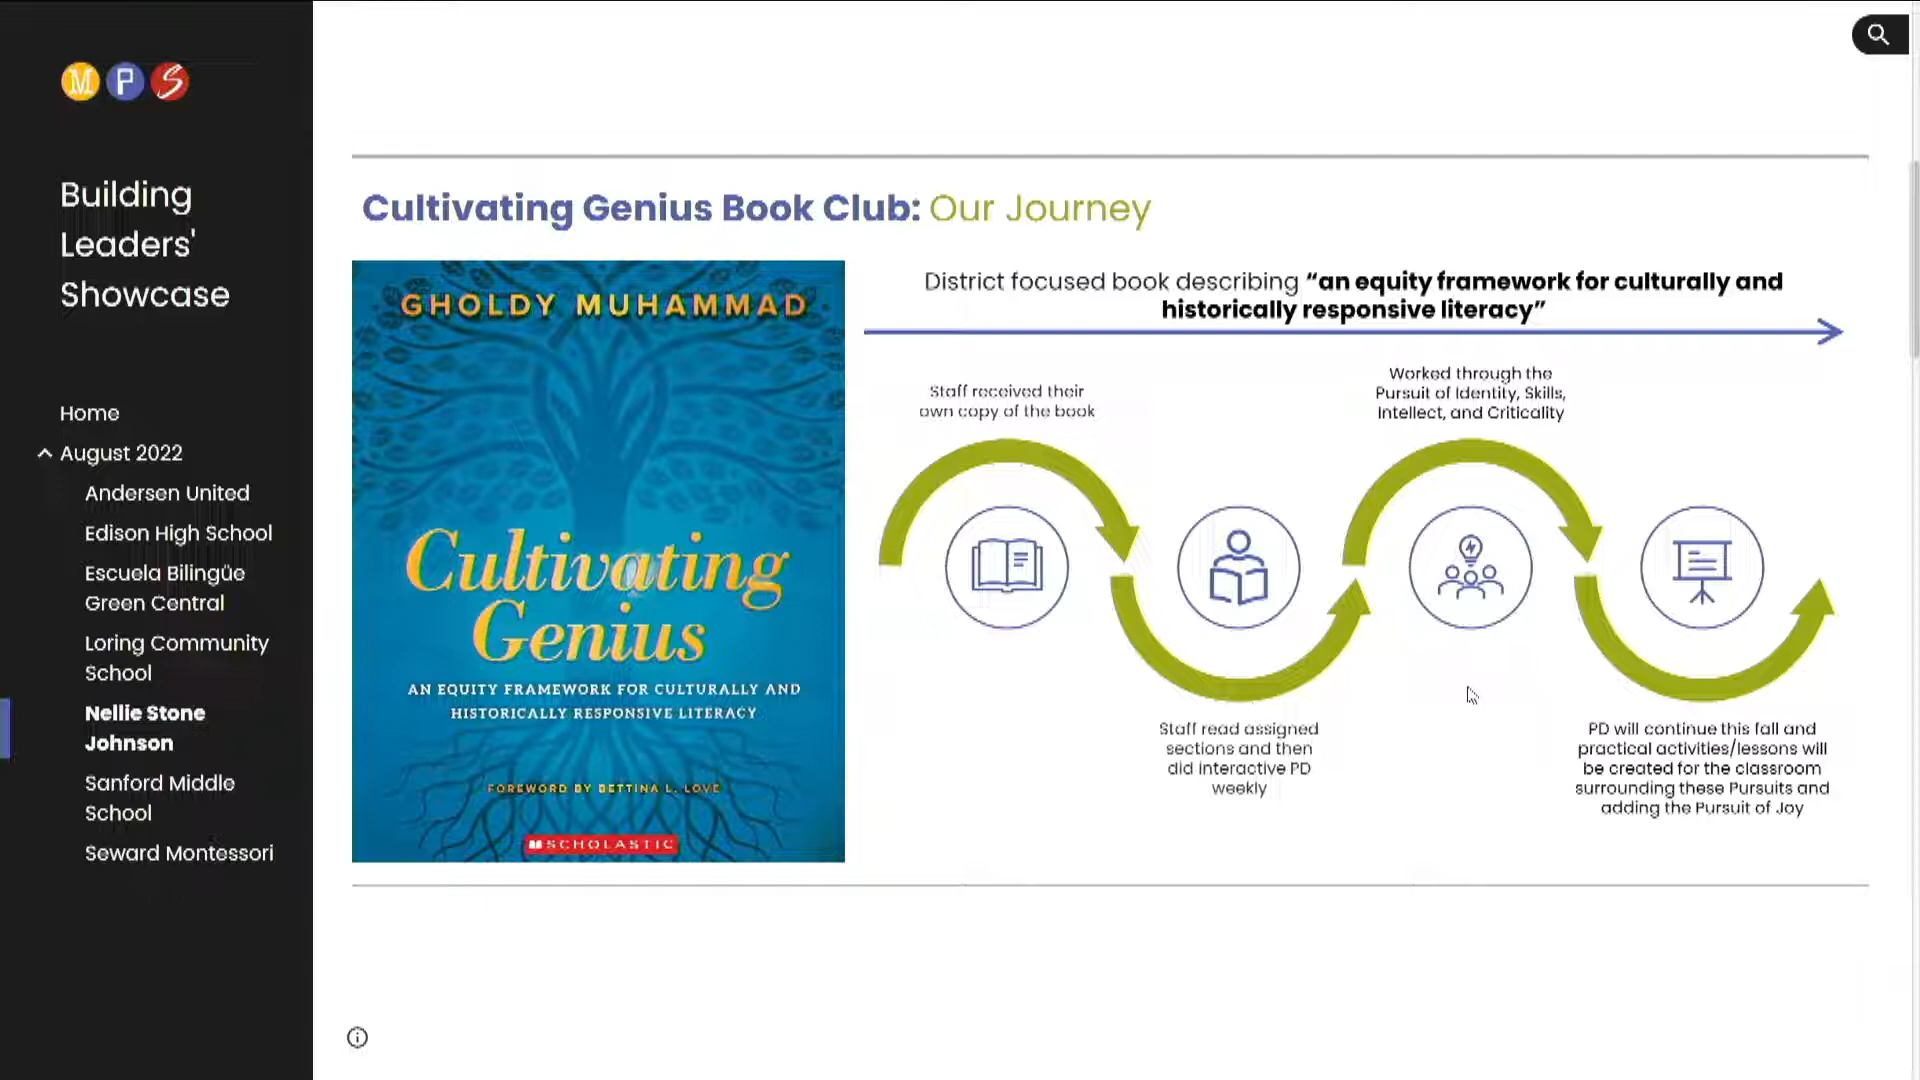 M P S
Building
Leaders'
Showcase
Home
August 2022
Andersen United
Edison High School
Escuela Bilingüe
Green Central
Loring Community
School
Nellie Stone
Johnson
Sanford Middle
School
Seward Montessori
Cultivating Genius Book Club: Our Journey
GHOLDY MUHAMMAD
Cultivating
Genius
AN EQUITY FRAMEWORK FOR CULTURALLY AND
HISTORICALLY RESPONSIVE LITERACY
FOREWORD BY BETTINA L. LOVE
SCHOLASTIC
District focused book describing “an equity framework for culturally and
historically responsive literacy”
Staff received their
own copy of the book
Staff read assigned
sections and then
did interactive PD
weekly
Worked through the
Pursuit of Identity, Skills,
Intellect, and Criticality
PD will continue this fall and
practical activities/lessons will
be created for the classroom
surrounding these Pursuits and
adding the Pursuit of Joy